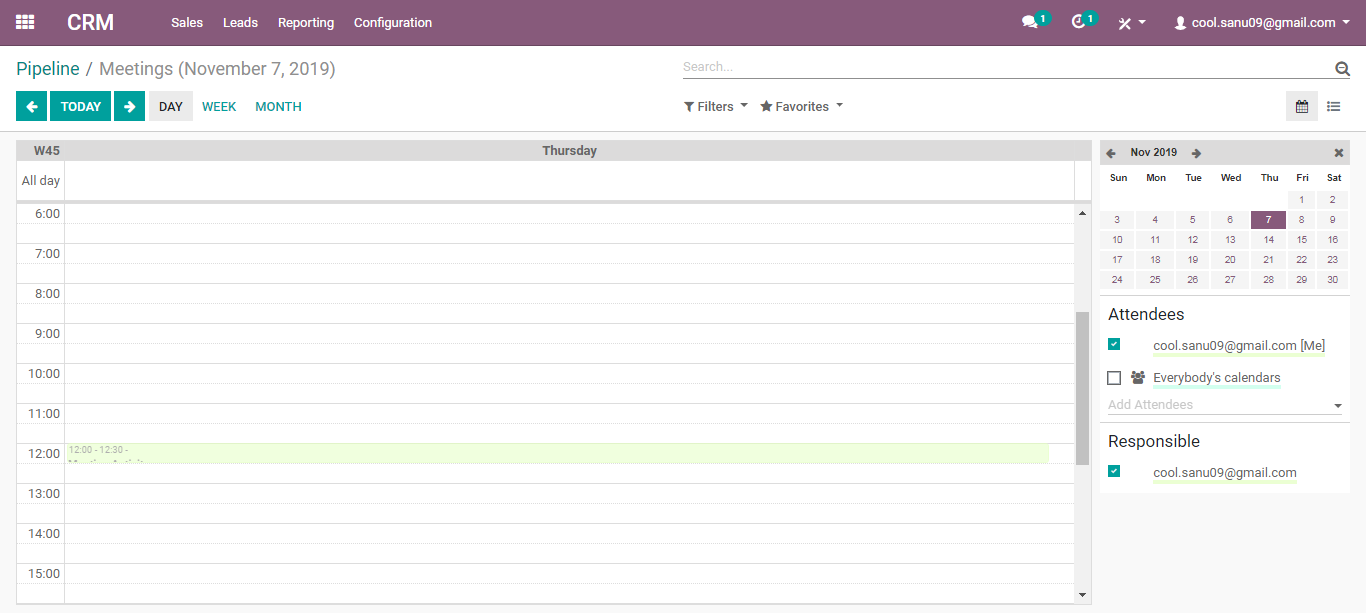 CRM Sales Leads Reporting Configuration 1 1 cool.sanu09@gmail.com
Pipeline / Meetings (November 7, 2019)
Search...
TODAY DAY WEEK MONTH
Filters Favorites
W45 Thursday
All day
6:00
7:00
8:00
9:00
10:00
11:00
12:00
12:00 - 12:30 -
13:00
14:00
15:00
Nov 2019
Sun Mon Tue Wed Thu Fri Sat
1 2
3 4 5 6 7 8 9
10 11 12 13 14 15 16
17 18 19 20 21 22 23
24 25 26 27 28 29 30
Attendees
cool.sanu09@gmail.com [Me]
Everybody's calendars
Add Attendees
Responsible
cool.sanu09@gmail.com